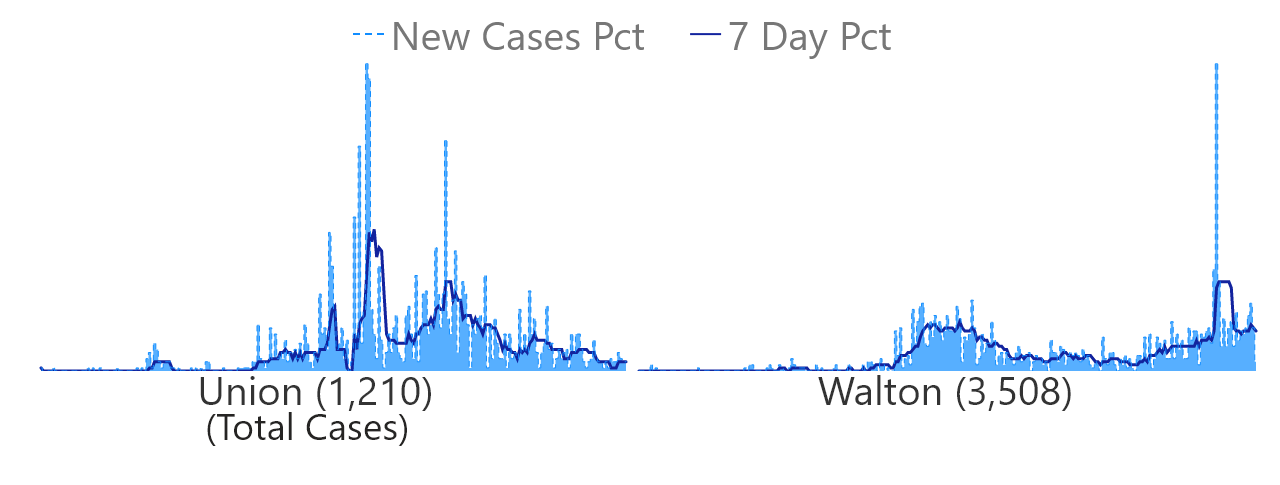 New Cases Pct 7 Day Pct
Union (1,210) Walton (3,508)
(Total Cases)